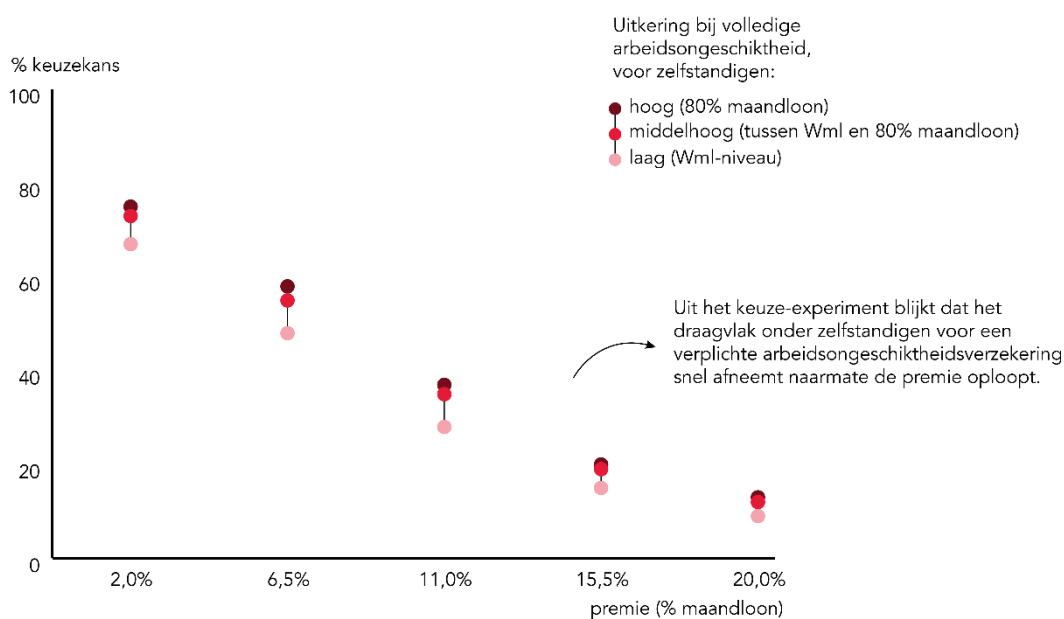 Uitkering bij volledige
arbeidsongeschiktheid,
voor zelfstandigen:
hoog (80% maandloon)
middelhoog (tussen Wml en 80% maandloon)
laag (Wml-niveau)
% keuzekans
100
80
60
40
20
0
Uit het keuze-experiment blijkt dat het
draagvlak onder zelfstandigen voor een
verplichte arbeidsongeschiktheidsverzekering
snel afneemt naarmate de premie oploopt.
2,0%
6,5%
11,0%
15,5%
20,0%
premie (% maandloon)